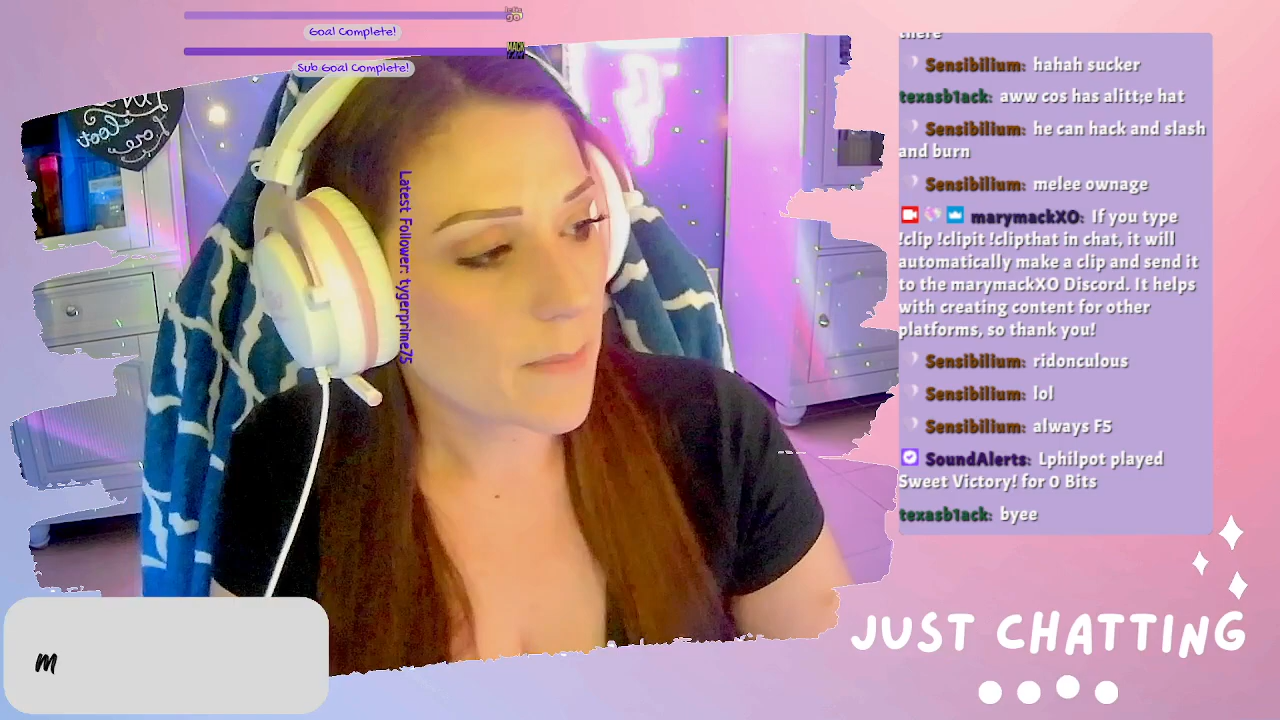 Goal Complete!
Sub Goal Complete!
Latest Follower: tygerprime75
there
Sensibilium: hahah sucker
texasb1ack: aww cos has alitt;e hat
Sensibilium: he can hack and slash
and burn
Sensibilium: melee ownage
marymackXO: If you type
!clip !clipit !clipthat in chat, it will
automatically make a clip and send it
to the marymackXO Discord. It helps
with creating content for other
platforms, so thank you!
Sensibilium: ridonculous
Sensibilium: lol
Sensibilium: always F5
SoundAlerts: Lphilpot played
Sweet Victory! for 0 Bits
texasb1ack: byee
m
JUST CHATTING